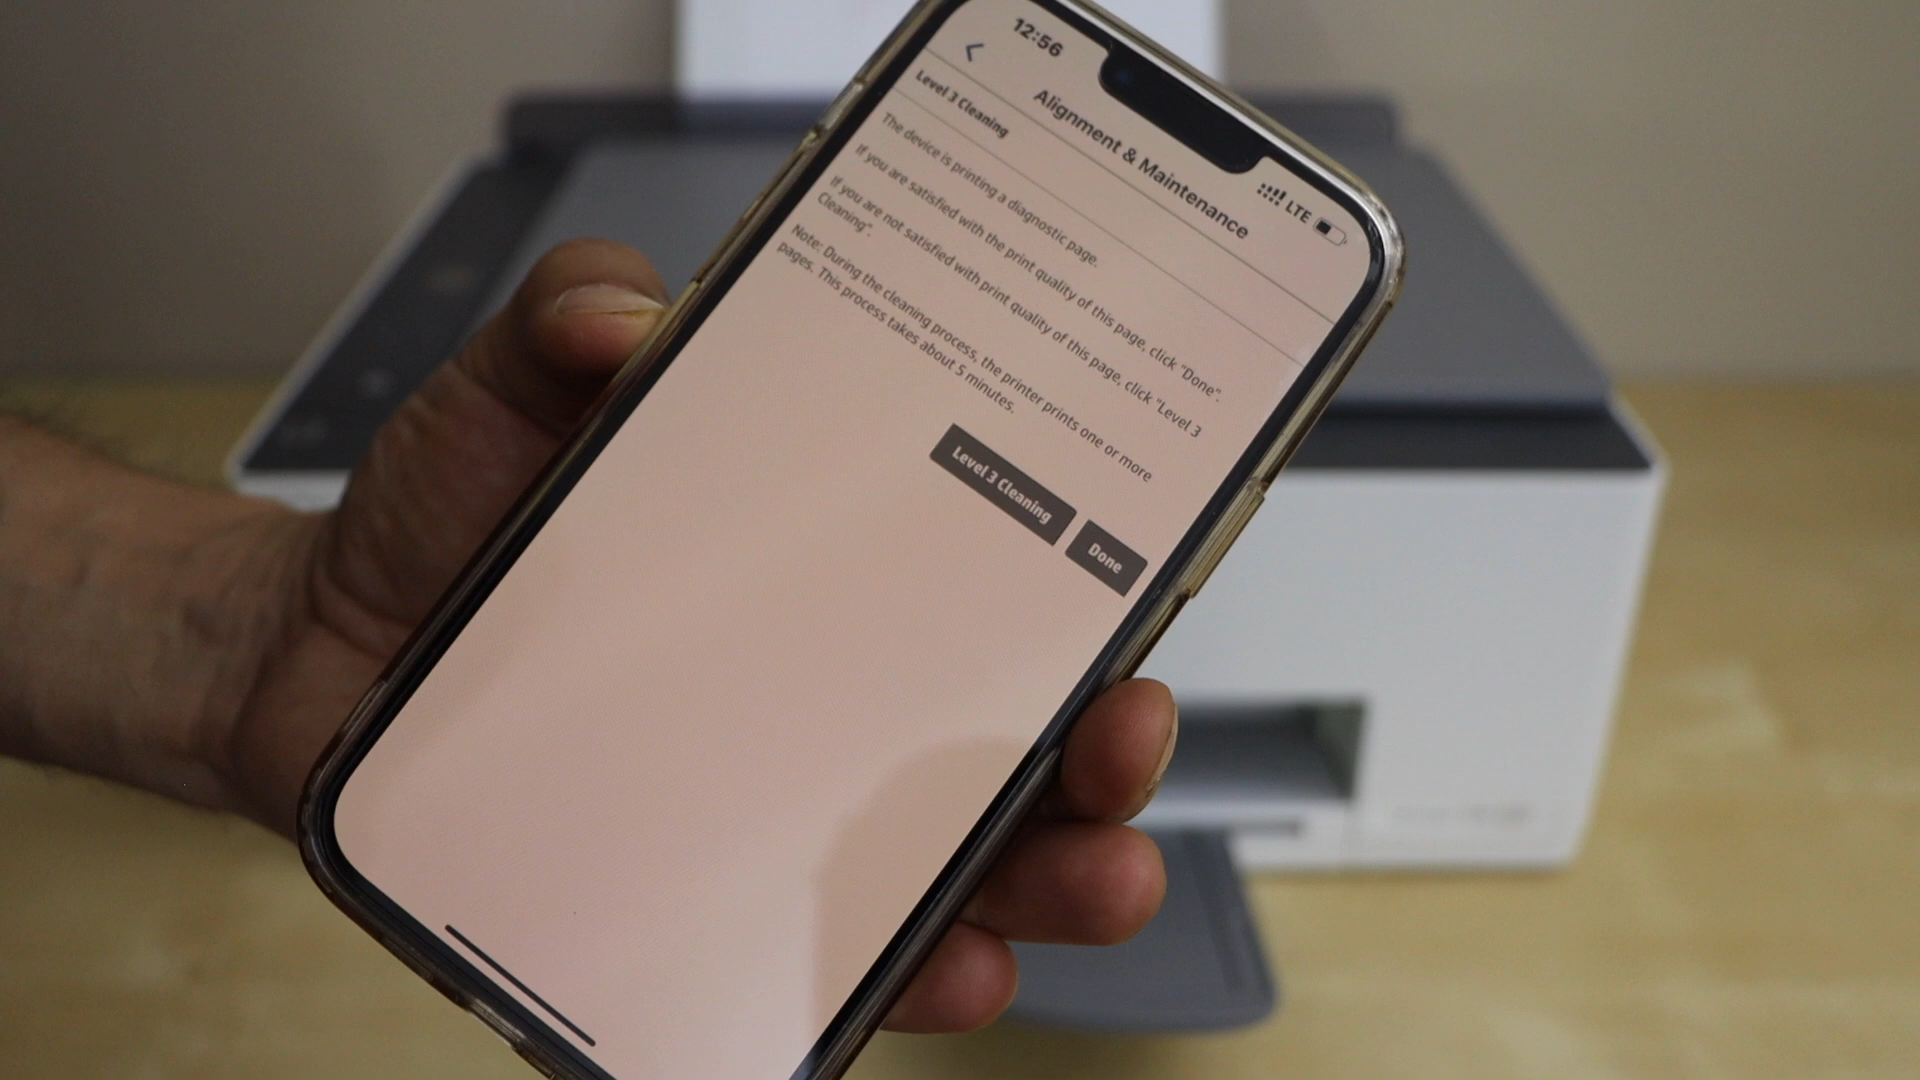 12:56
LTE
Alignment & Maintenance
Level 3 Cleaning
The device is printing a diagnostic page.
If you are satisfied with the print quality of this page, click "Done".
If you are not satisfied with print quality of this page, click "Level 3
Cleaning".
Note: During the cleaning process, the printer prints one or more
pages. This process takes about 5 minutes.
Level 3 Cleaning
Done